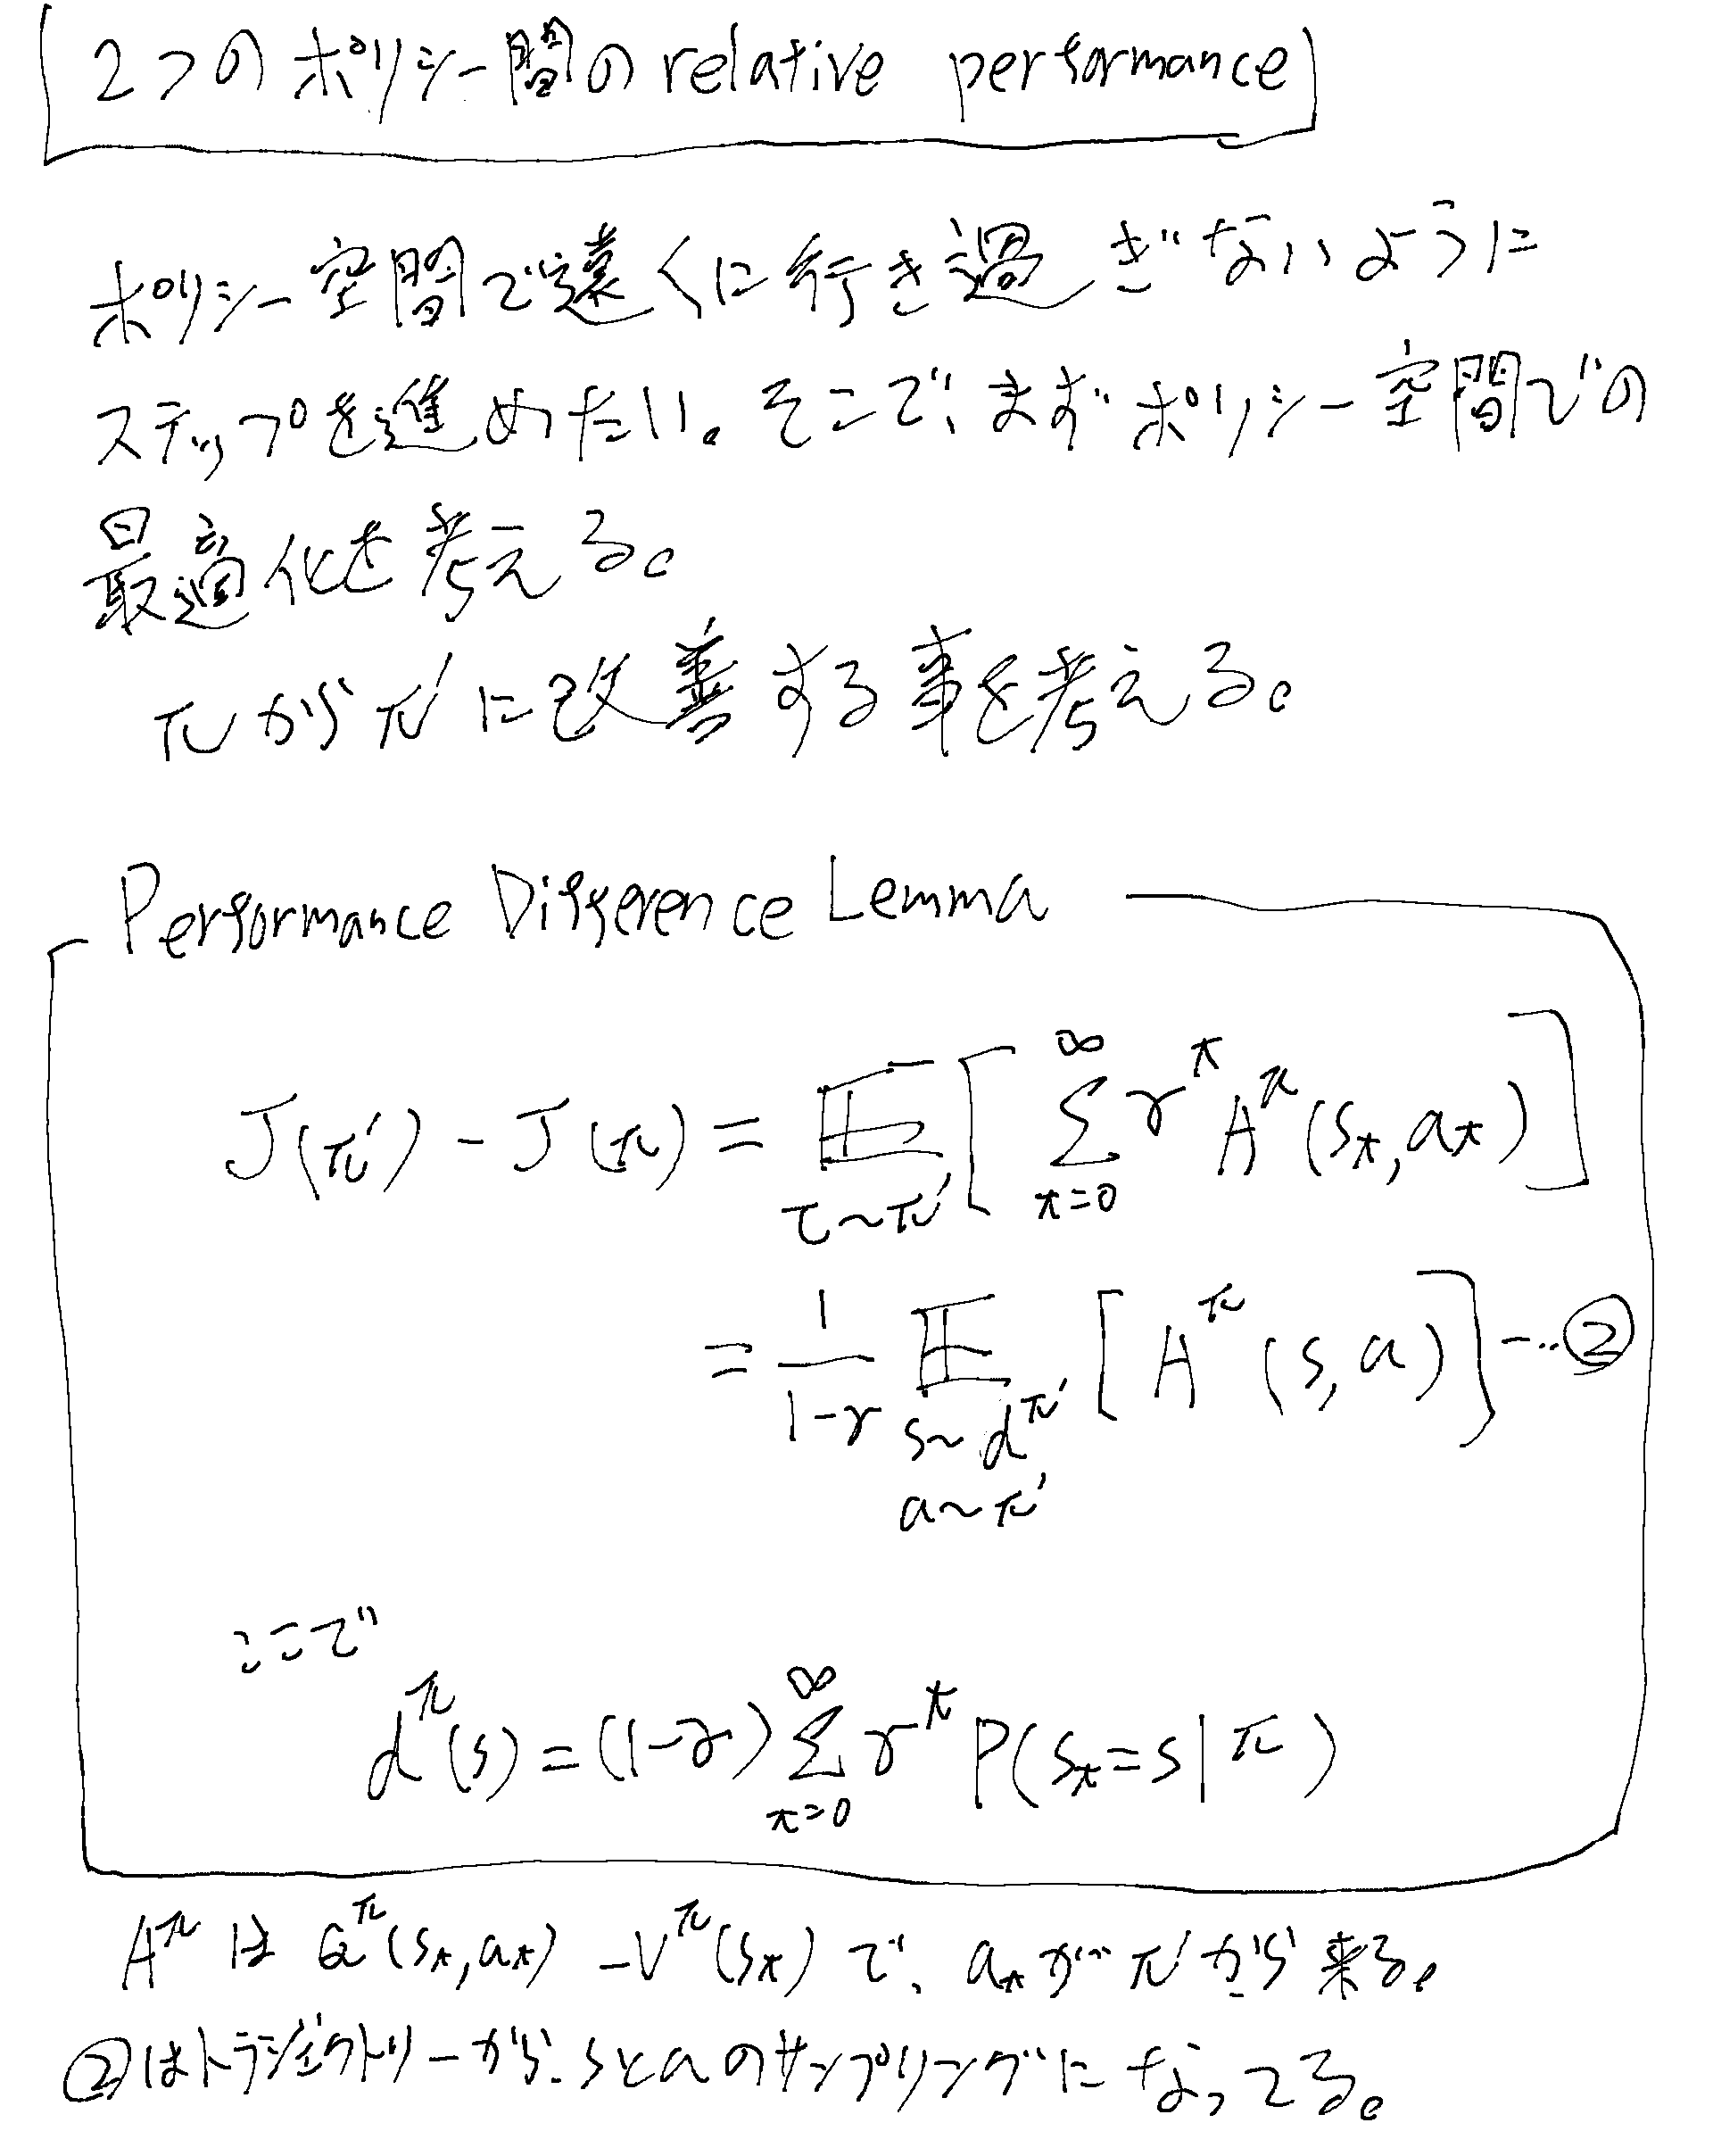 2つのポリシー間のrelative performance
ポリシー空間で遠くに行き過ぎないように
ステップを進めたい。そこで、まずポリシー空間での
最適化を考える。
πからπ'に改善する事を考える。
Performance Difference Lemma
J(π') - J(π) = E_{τ~π'} [ ∑_{t=0}^{∞} γ^t A^π (s_t, a_t) ]
= 1/(1-γ) E_{s~d^{π'}, a~π'} [ A^π (s, a) ] … ②
ここで
d^π(s) = (1-γ) ∑_{t=0}^{∞} γ^t P(s_t = s | π)
A^π は Q^π(s_t, a_t) - V^π(s_t) で、a_t が π' から来る。
②はトラジェクトリーから、sとaのサンプリングになってる。